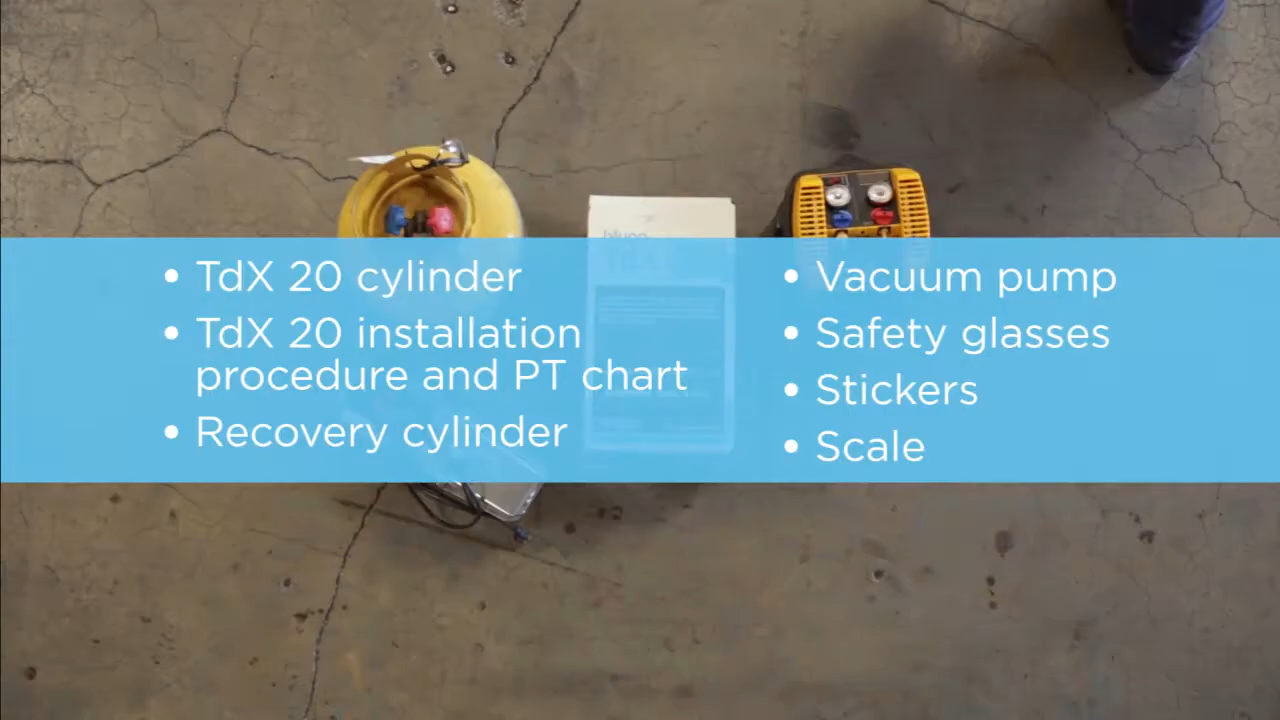 • TdX 20 cylinder
• TdX 20 installation
procedure and PT chart
• Recovery cylinder
• Vacuum pump
• Safety glasses
• Stickers
• Scale